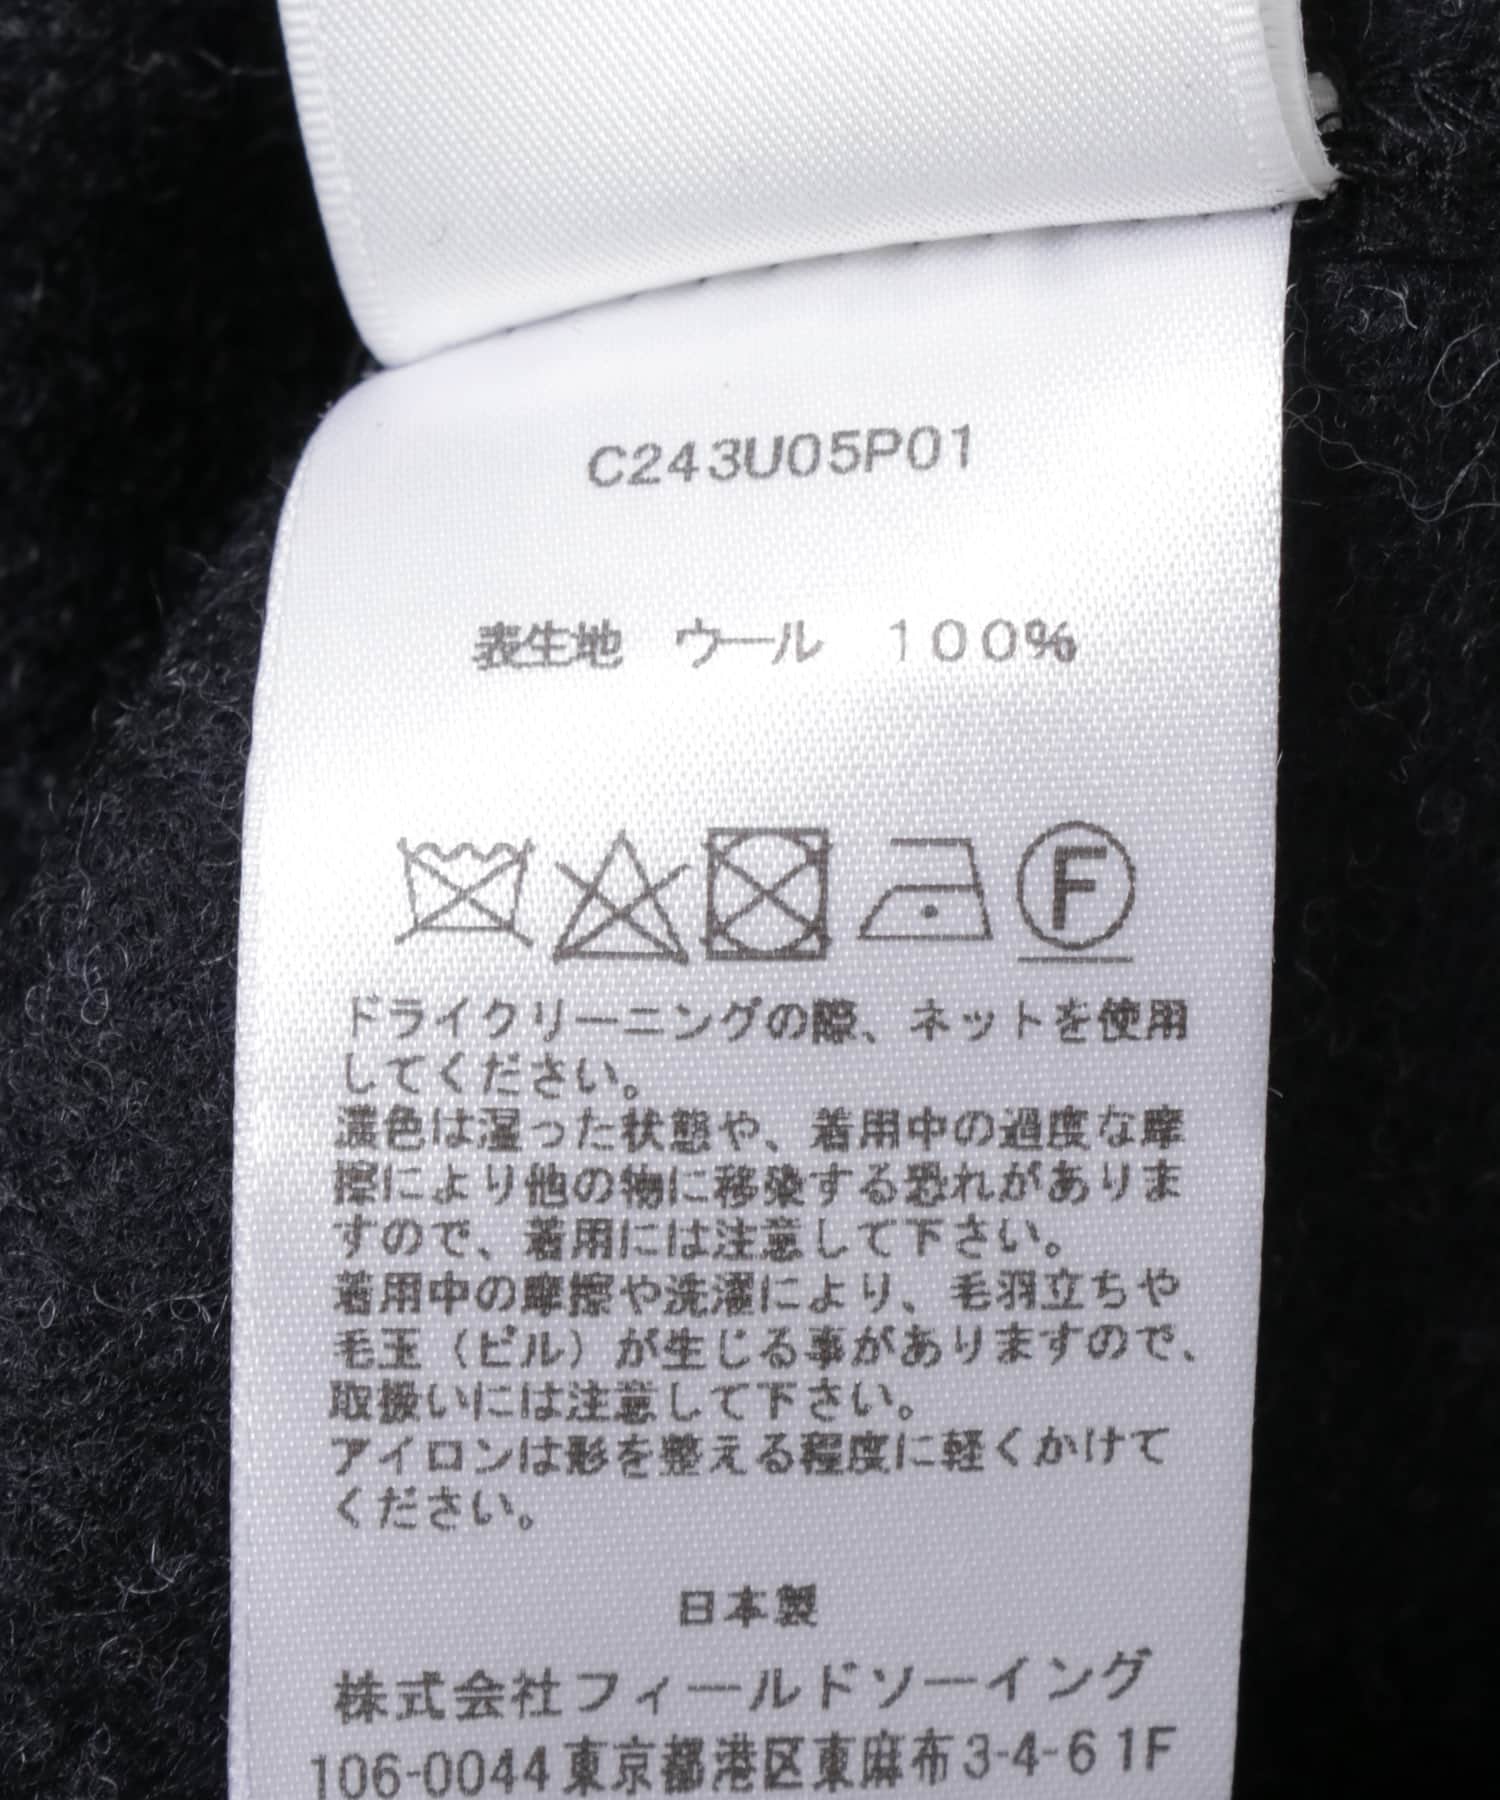 C243U05P01
表生地 ウール 100%
F
ドライクリーニングの際、ネットを使用
してください。
濃色は湿った状態や、着用中の過度な摩
擦により他の物に移染する恐れがありま
すので、着用には注意して下さい。
着用中の摩擦や洗濯により、毛羽立ちや
毛玉（ピル）が生じる事がありますので、
取扱いには注意して下さい。
アイロンは形を整える程度に軽くかけて
ください。
日本製
株式会社フィールドソーイング
106-0044東京都港区東麻布3-4-6 1F